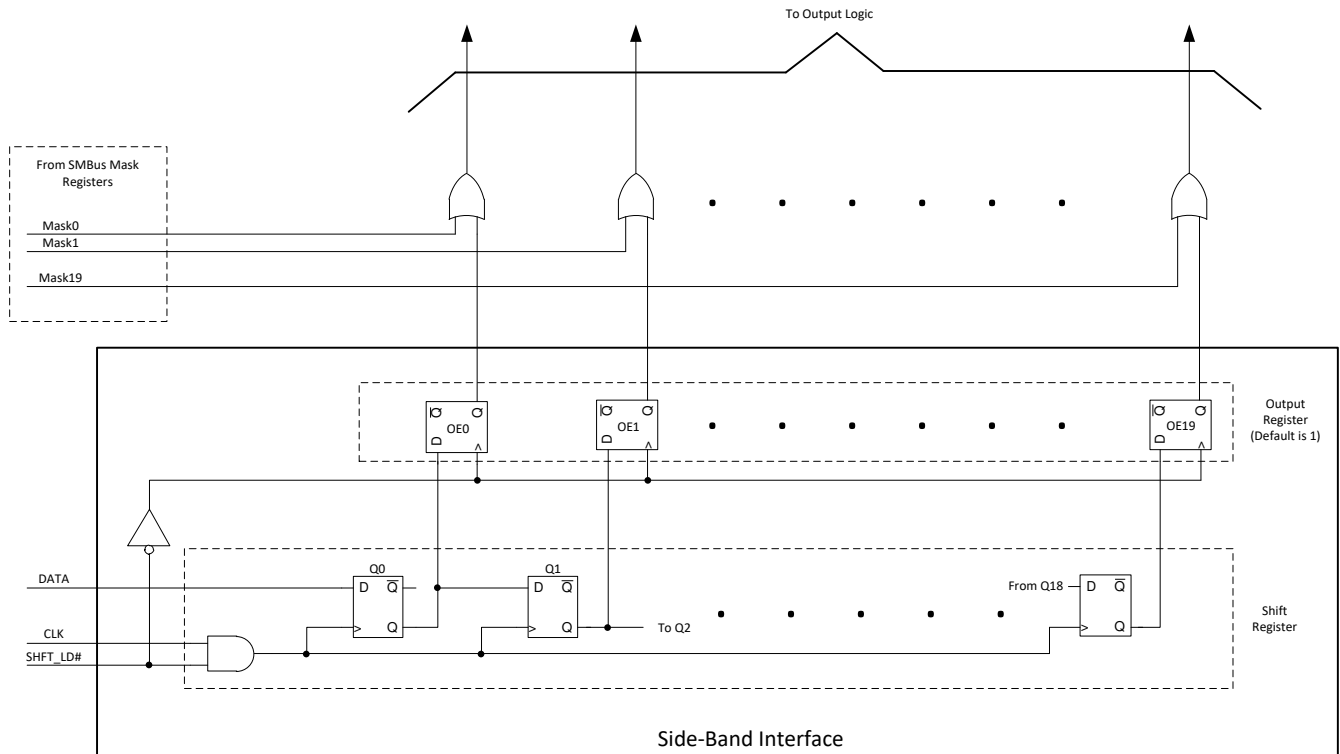 To Output Logic
From SMBus Mask
Registers
Mask0
Mask1
Mask19
Q Q
D OE0 >
Q Q
D OE1 >
Q Q
D OE19 >
Output
Register
(Default is 1)
Q0
D Q
> Q
Q1
D Q
> Q
To Q2
From Q18
D Q
> Q
DATA
CLK
SHFT_LD#
Shift
Register
Side-Band Interface